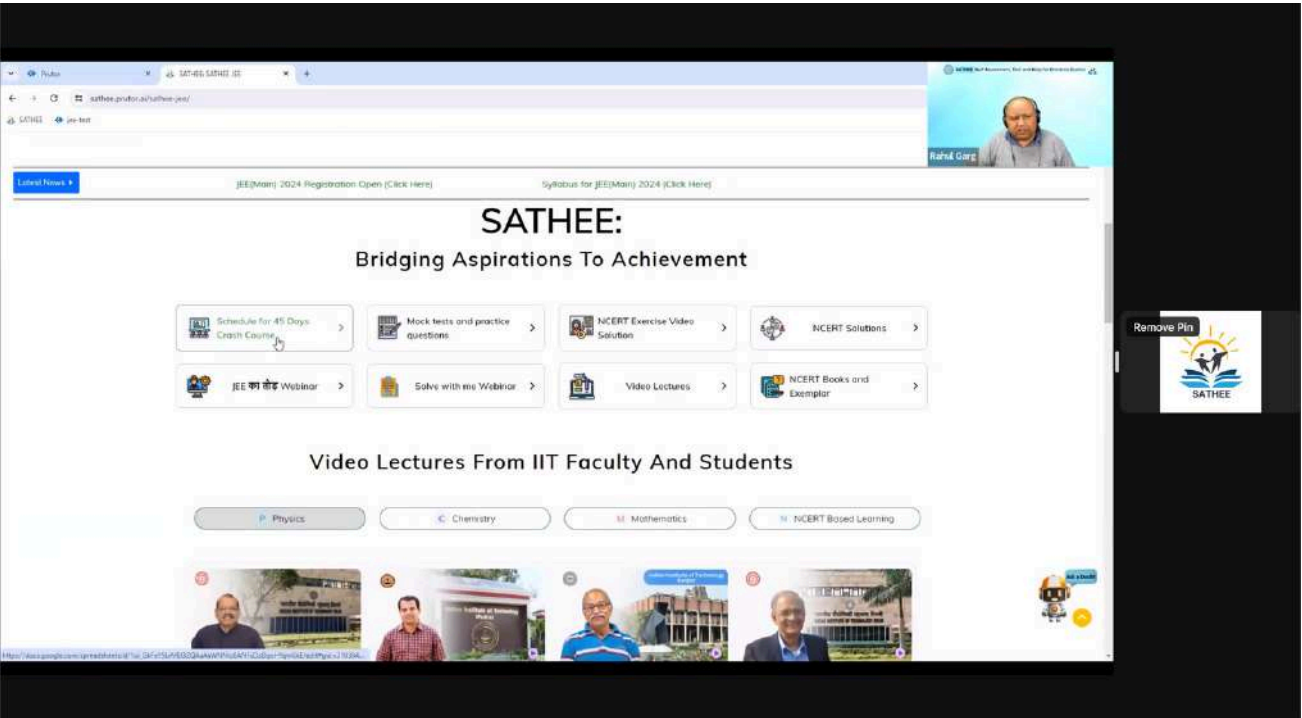 Prutor
SATHEE: SATHEE JEE
sathee.prutor.ai/sathee-jee/
SATHEE jee-test
Rahul Garg
Latest News
JEE(Main) 2024 Registration Open (Click Here) Syllabus for JEE(Main) 2024 (Click Here)
SATHEE:
Bridging Aspirations To Achievement
Schedule for 45 Days
Crash Course
Mock tests and practice
questions
NCERT Exercise Video
Solution
NCERT Solutions
JEE का तोड Webinar
Solve with me Webinar
Video Lectures
NCERT Books and
Exemplar
Remove Pin
SATHEE
Video Lectures From IIT Faculty And Students
P Physics
C Chemistry
M Mathematics
N NCERT Based Learning
Ask a Doubt